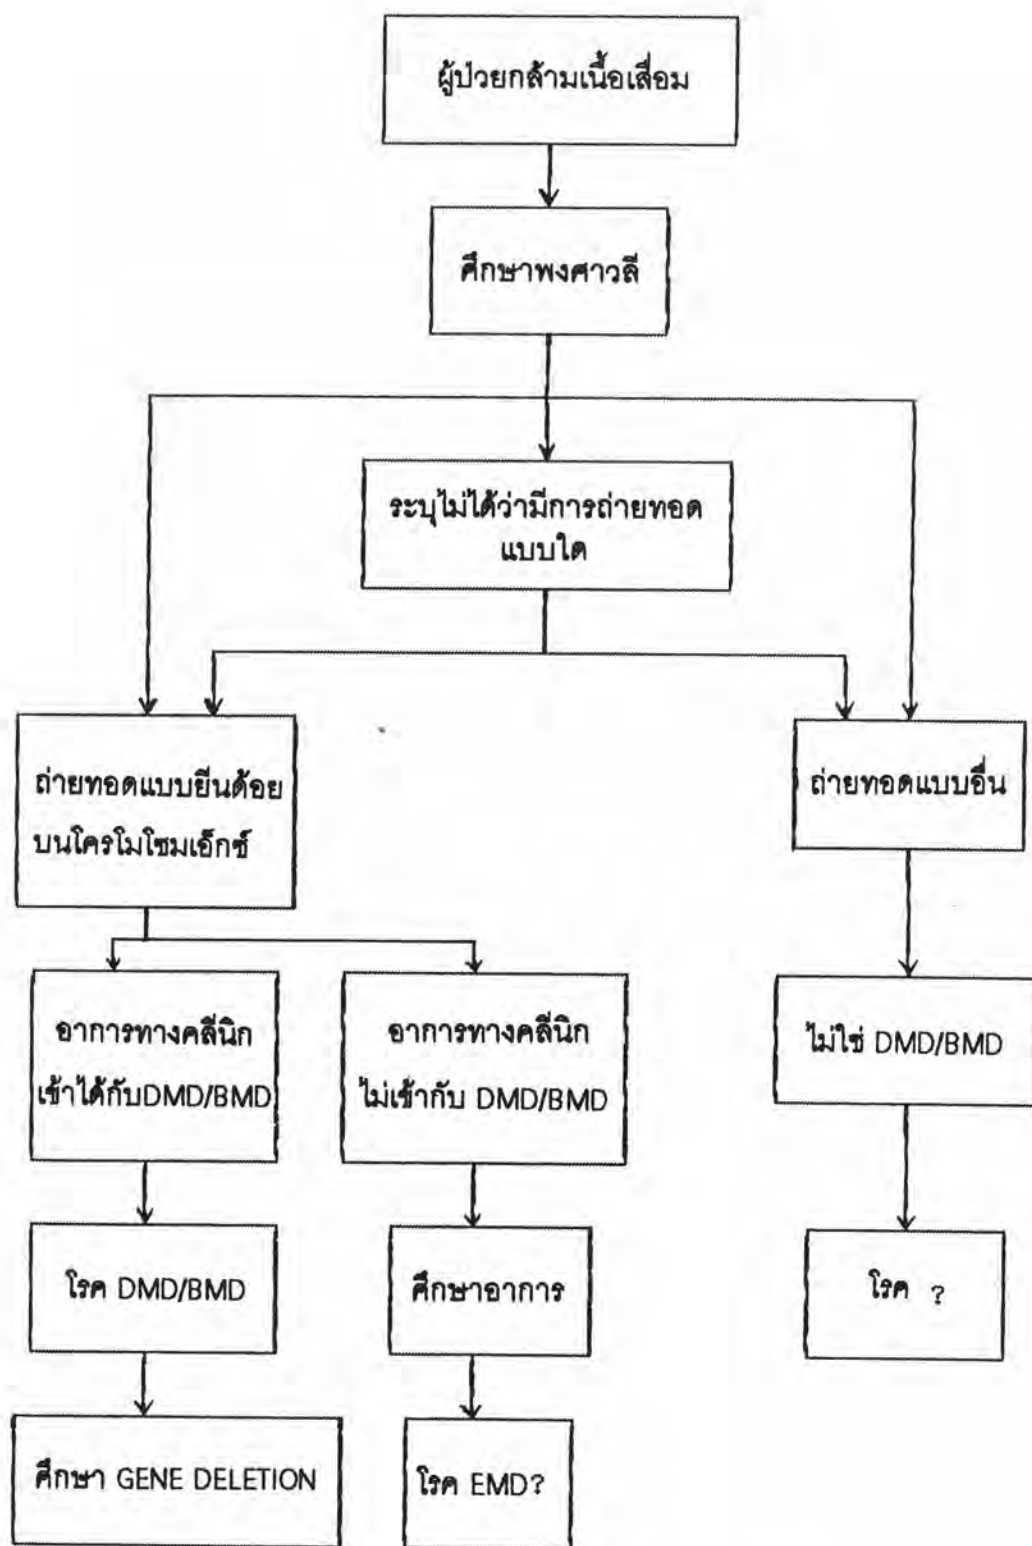 ผู้ป่วยกล้ามเนื้อเสื่อม
ศึกษาพงศาวลี
ระบุไม่ได้ว่ามีการถ่ายทอด
แบบใด
ถ่ายทอดแบบยีนด้อย
บนโครโมโซมเอ็กซ์
ถ่ายทอดแบบอื่น
อาการทางคลีนิก
เข้าได้กับDMD/BMD
อาการทางคลีนิก
ไม่เข้ากับ DMD/BMD
ไม่ใช่ DMD/BMD
โรค DMD/BMD
ศึกษาอาการ
โรค ?
ศึกษา GENE DELETION
โรค EMD?